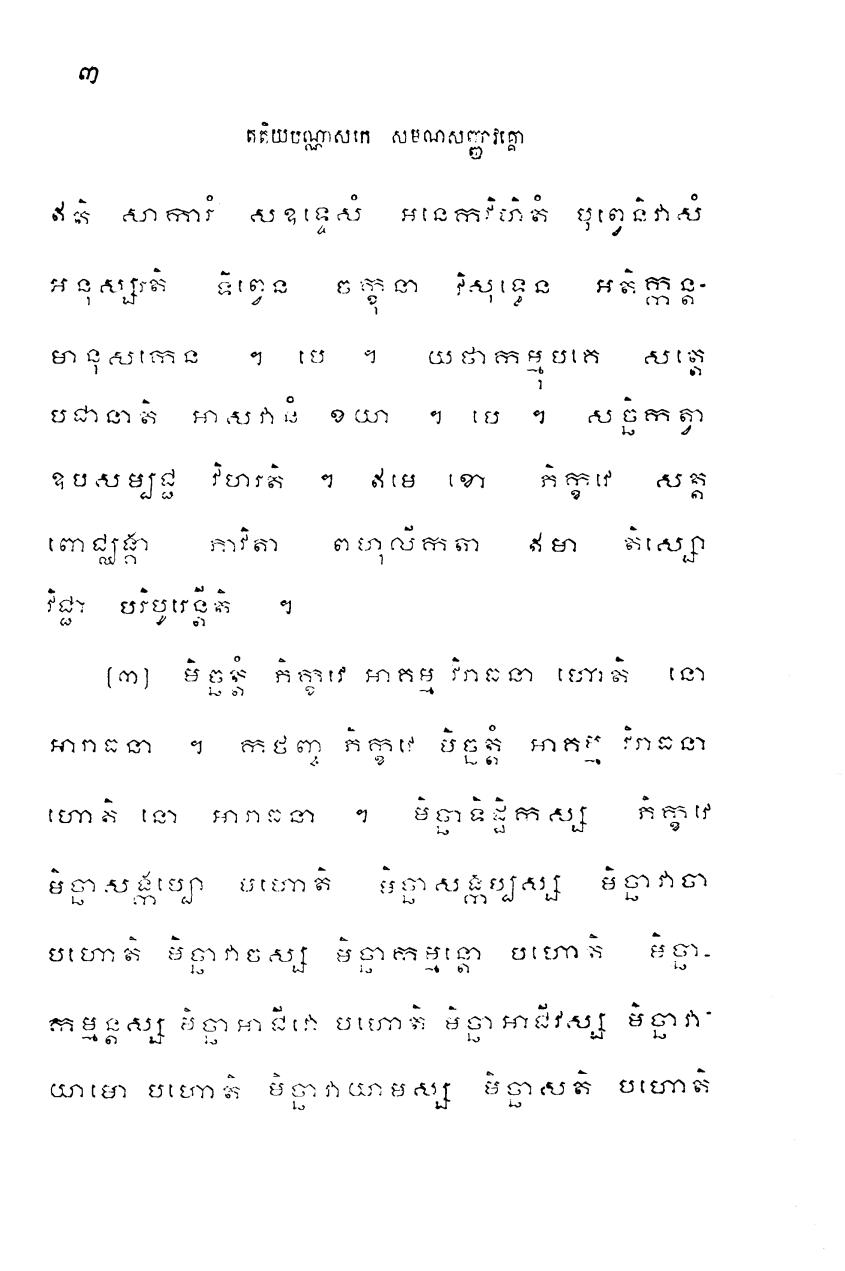 ៣
តតិយបណ្ណាសកេ សមណសញ្ញាវគ្គោ
ឥតិ សាការំ សឧទ្ទេសំ អនេកវិហិតំ បុព្វេនិវាសំ
អនុស្សរតិ ទិព្វេន ចក្ខុនា វិសុទ្ធេន អតិក្កន្ត-
មានុសកេន ។ បេ ។ យថាកម្មុបគេ សត្តេ
បជានាតិ អាសវានំ ខយា ។ បេ ។ សច្ឆិកត្វា
ឧបសម្បជ្ជ វិហរតិ ។ ឥមេ ខោ ភិក្ខវេ សត្ត
ពោជ្ឈង្គា ភាវិតា ពហុលីកតា ឥមា តិស្សោ
វិជ្ជា បរិបូរេន្តីតិ ។
[៣] មិច្ឆត្តំ ភិក្ខវេ អាគម្ម វិរាធនា ហោតិ នោ
អារាធនា ។ កថញ្ច ភិក្ខវេ មិច្ឆត្តំ អាគម្ម វិរាធនា
ហោតិ នោ អារាធនា ។ មិច្ឆាទិដ្ឋិកស្ស ភិក្ខវេ
មិច្ឆាសង្កប្បោ បហោតិ មិច្ឆាសង្កប្បស្ស មិច្ឆាវាចា
បហោតិ មិច្ឆាវាចស្ស មិច្ឆាកម្មន្តោ បហោតិ មិច្ឆា-
កម្មន្តស្ស មិច្ឆាអាជីវោ បហោតិ មិច្ឆាអាជីវស្ស មិច្ឆាវា-
យាមោ បហោតិ មិច្ឆាវាយាមស្ស មិច្ឆាសតិ បហោតិ